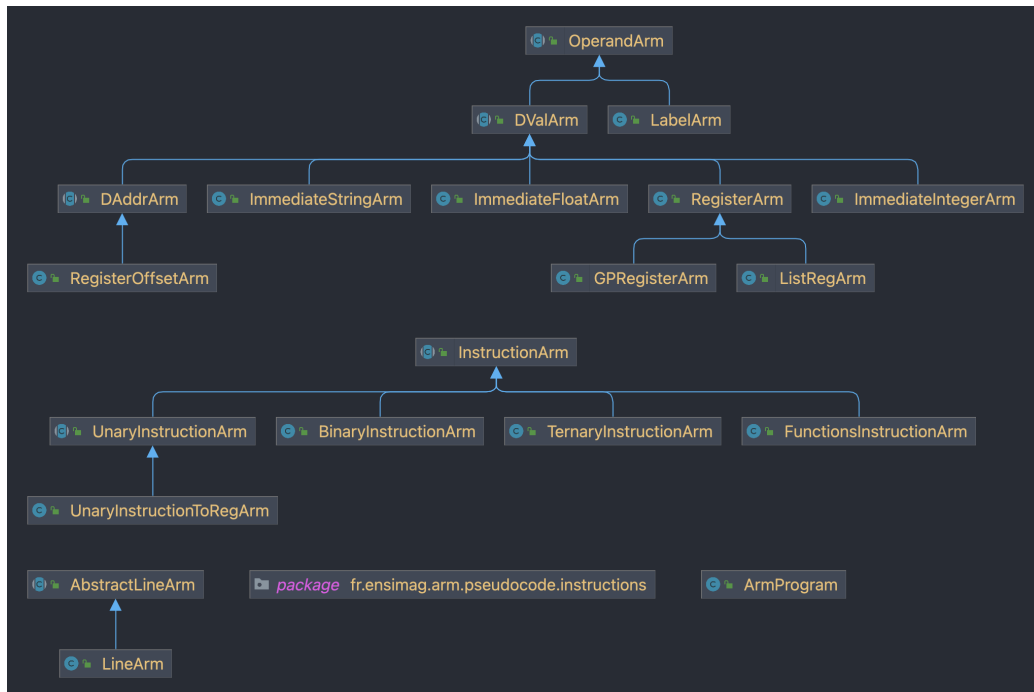 OperandArm
DValArm
LabelArm
DAddrArm
ImmediateStringArm
ImmediateFloatArm
RegisterArm
ImmediateIntegerArm
RegisterOffsetArm
GPRegisterArm
ListRegArm
InstructionArm
UnaryInstructionArm
BinaryInstructionArm
TernaryInstructionArm
FunctionsInstructionArm
UnaryInstructionToRegArm
AbstractLineArm
package fr.ensimag.arm.pseudocode.instructions
ArmProgram
LineArm